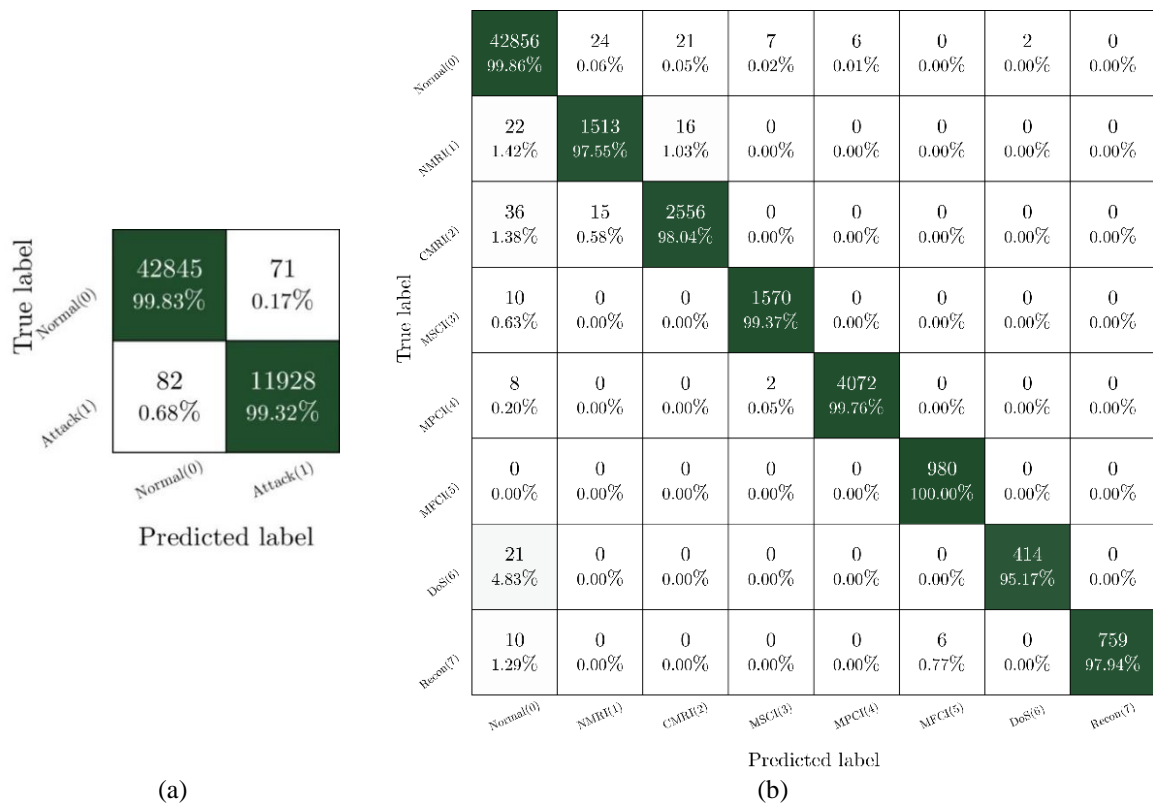 True label
Normal(0)
42845 71
99.83% 0.17%
Attack(1)
82 11928
0.68% 99.32%
Normal(0) Attack(1)
Predicted label
(a)
True label
Normal(0)
42856 24 21 7 6 0 2 0
99.86% 0.06% 0.05% 0.02% 0.01% 0.00% 0.00% 0.00%
NMRI(1)
22 1513 16 0 0 0 0 0
1.42% 97.55% 1.03% 0.00% 0.00% 0.00% 0.00% 0.00%
CMRI(2)
36 15 2556 0 0 0 0 0
1.38% 0.58% 98.04% 0.00% 0.00% 0.00% 0.00% 0.00%
MSCI(3)
10 0 0 1570 0 0 0 0
0.63% 0.00% 0.00% 99.37% 0.00% 0.00% 0.00% 0.00%
MPCI(4)
8 0 0 2 4072 0 0 0
0.20% 0.00% 0.00% 0.05% 99.76% 0.00% 0.00% 0.00%
MFCI(5)
0 0 0 0 0 980 0 0
0.00% 0.00% 0.00% 0.00% 0.00% 100.00% 0.00% 0.00%
DoS(6)
21 0 0 0 0 0 414 0
4.83% 0.00% 0.00% 0.00% 0.00% 0.00% 95.17% 0.00%
Recon(7)
10 0 0 0 0 6 0 759
1.29% 0.00% 0.00% 0.00% 0.00% 0.77% 0.00% 97.94%
Normal(0) NMRI(1) CMRI(2) MSCI(3) MPCI(4) MFCI(5) DoS(6) Recon(7)
Predicted label
(b)